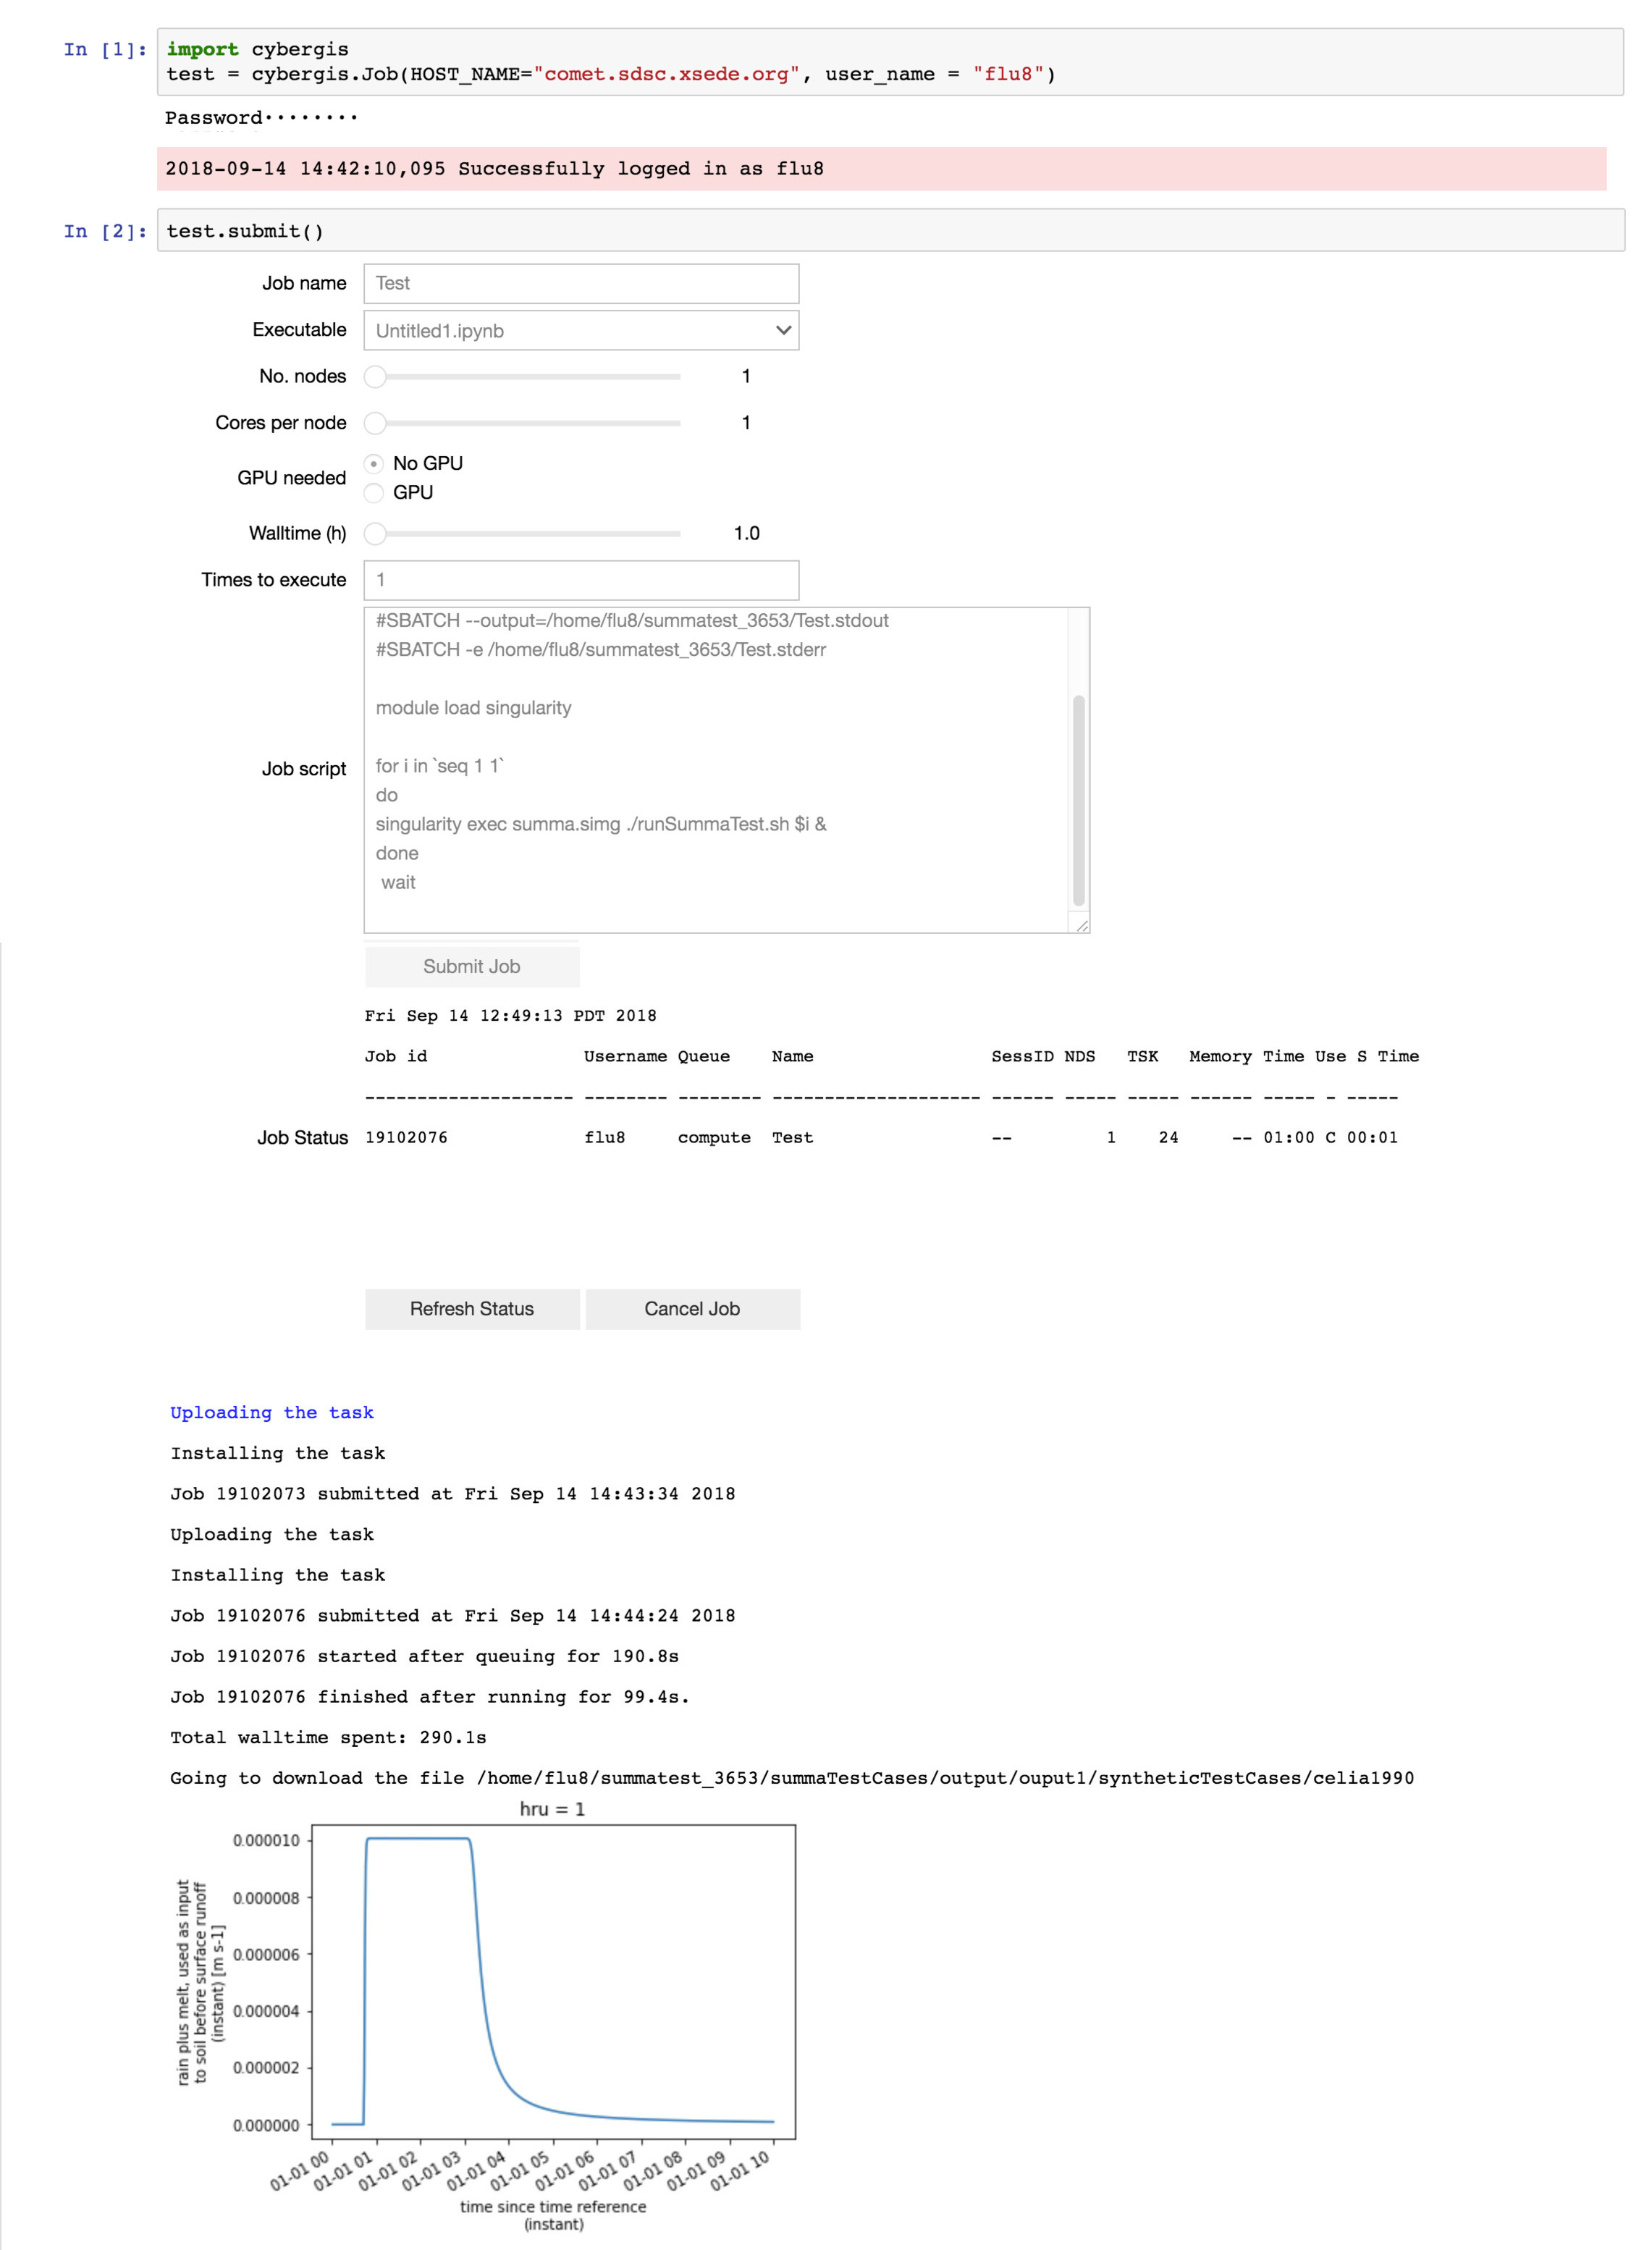 In [1]: import cybergis
test = cybergis.Job(HOST_NAME="comet.sdsc.xsede.org", user_name = "flu8")
Password········
2018-09-14 14:42:10,095 Successfully logged in as flu8
In [2]: test.submit()
Job name Test
Executable Untitled1.ipynb
No. nodes 1
Cores per node 1
GPU needed
No GPU
GPU
Walltime (h) 1.0
Times to execute 1
Job script
#SBATCH --output=/home/flu8/summatest_3653/Test.stdout
#SBATCH -e /home/flu8/summatest_3653/Test.stderr
module load singularity
for i in `seq 1 1`
do
singularity exec summa.simg ./runSummaTest.sh $i &
done
wait
Submit Job
Fri Sep 14 12:49:13 PDT 2018
Job id Username Queue Name SessID NDS TSK Memory Time Use S Time
-------------------- -------- -------- -------------------- ------ ----- ----- ------ ----- - -----
Job Status 19102076 flu8 compute Test -- 1 24 -- 01:00 C 00:01
Refresh Status Cancel Job
Uploading the task
Installing the task
Job 19102073 submitted at Fri Sep 14 14:43:34 2018
Uploading the task
Installing the task
Job 19102076 submitted at Fri Sep 14 14:44:24 2018
Job 19102076 started after queuing for 190.8s
Job 19102076 finished after running for 99.4s.
Total walltime spent: 290.1s
Going to download the file /home/flu8/summatest_3653/summaTestCases/output/ouput1/syntheticTestCases/celia1990
hru = 1
rain plus melt, used as input
to soil before surface runoff
(instant) [m s-1]
0.000010
0.000008
0.000006
0.000004
0.000002
0.000000
01-01 00 01-01 01 01-01 02 01-01 03 01-01 04 01-01 05 01-01 06 01-01 07 01-01 08 01-01 09 01-01 10
time since time reference
(instant)